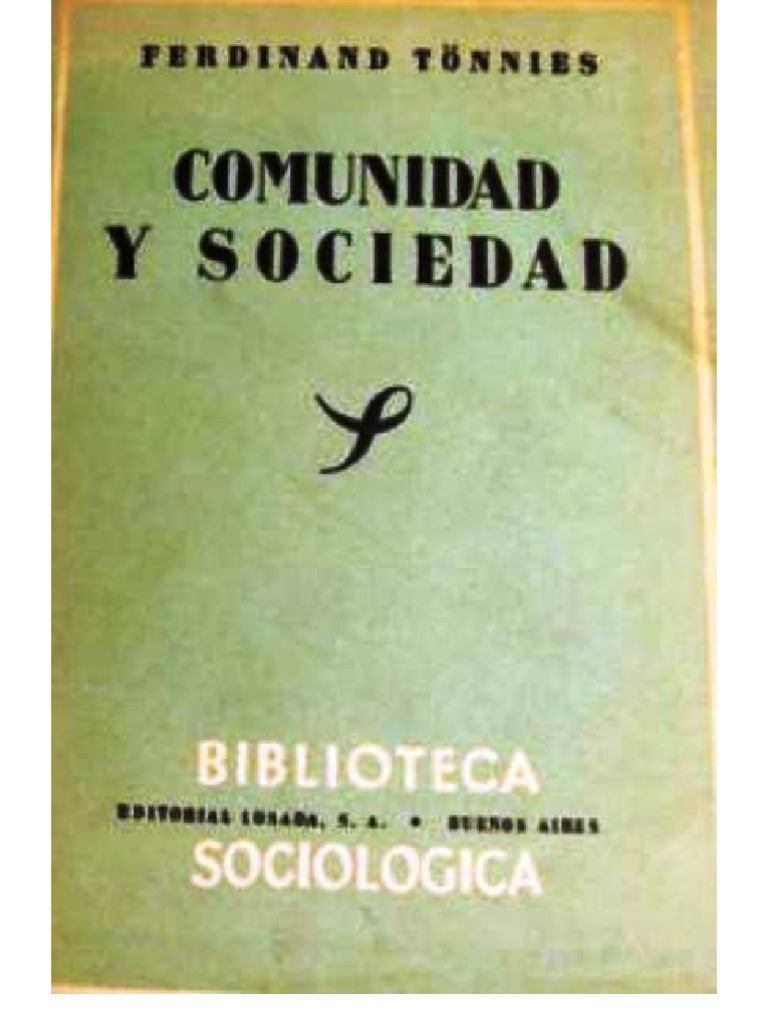 FERDINAND TÖNNIES
COMUNIDAD
Y SOCIEDAD
BIBLIOTECA
EDITORIAL LOSADA, S. A. • BUENOS AIRES
SOCIOLOGICA